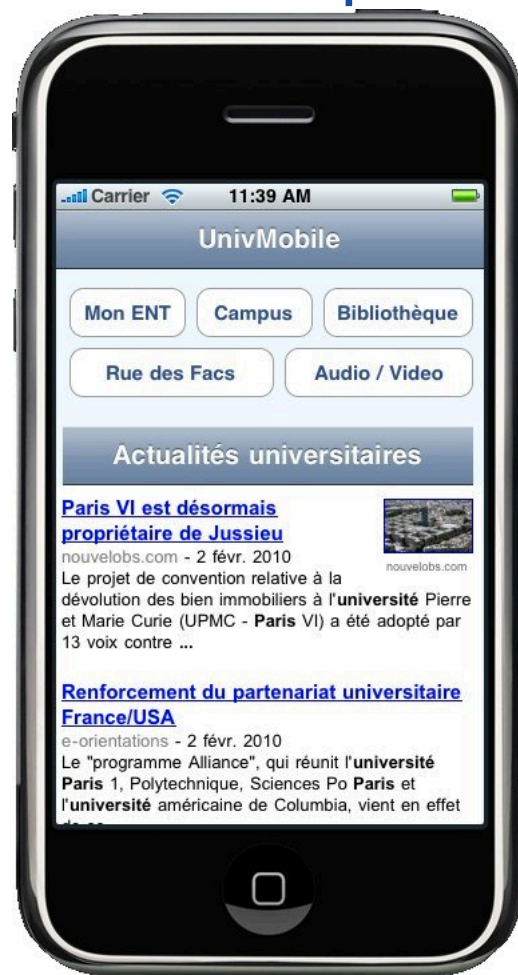 Carrier 11:39 AM
UnivMobile
Mon ENT Campus Bibliothèque
Rue des Facs Audio / Video
Actualités universitaires
Paris VI est désormais
propriétaire de Jussieu
nouvelobs.com - 2 févr. 2010
nouvelobs.com
Le projet de convention relative à la
dévolution des bien immobiliers à l'université Pierre
et Marie Curie (UPMC - Paris VI) a été adopté par
13 voix contre ...
Renforcement du partenariat universitaire
France/USA
e-orientations - 2 févr. 2010
Le "programme Alliance", qui réunit l'université
Paris 1, Polytechnique, Sciences Po Paris et
l'université américaine de Columbia, vient en effet